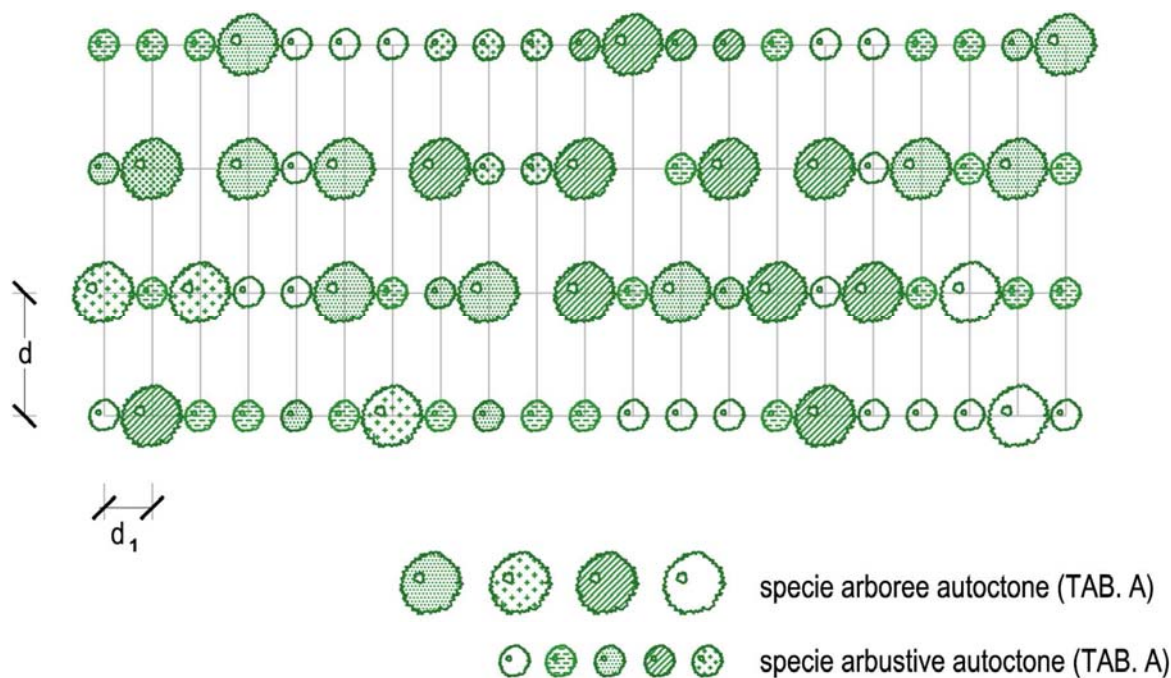 d
d₁
specie arboree autoctone (TAB. A)
specie arbustive autoctone (TAB. A)